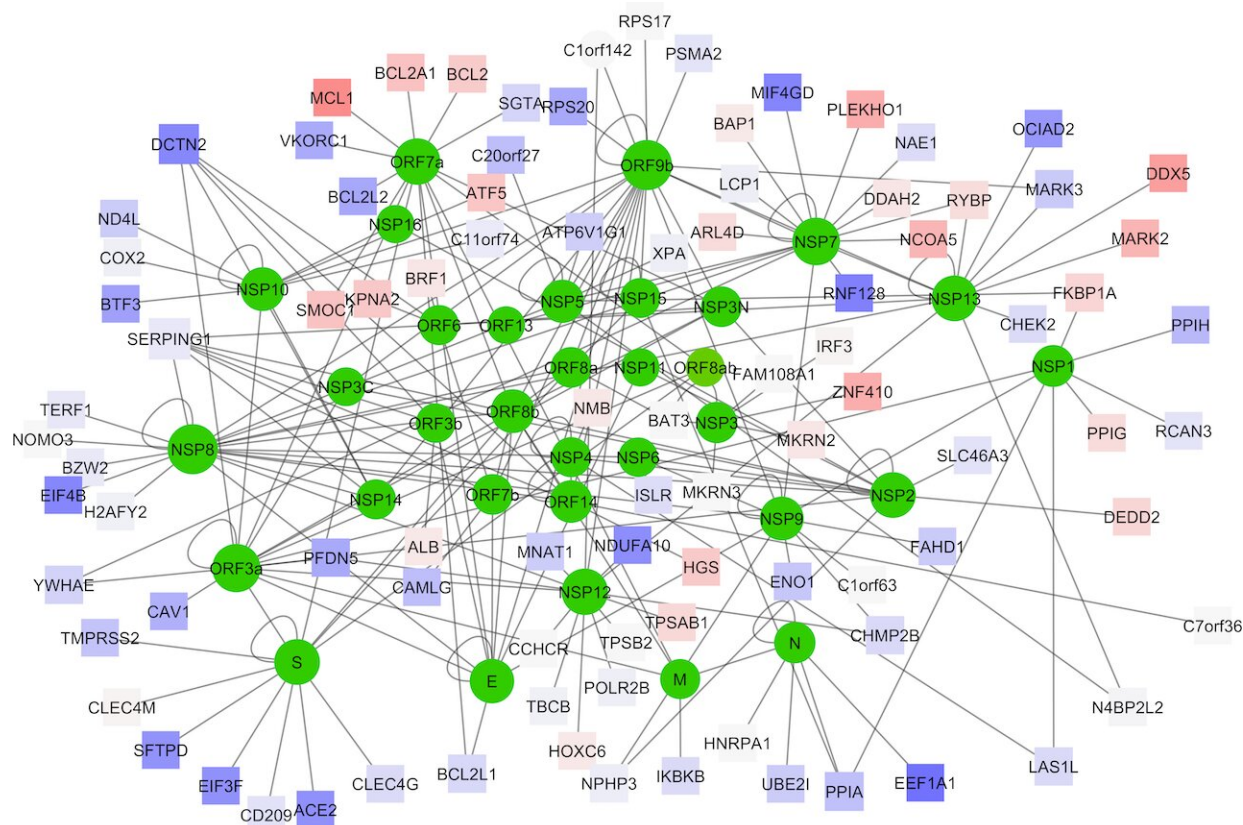 RPS17
C1orf142
PSMA2
BCL2A1
BCL2
MCL1
SGTA
RPS20
MIF4GD
PLEKHO1
BAP1
OCIAD2
VKORC1
DCTN2
ORF7a
C20orf27
ORF9b
NAE1
LCP1
MARK3
DDX5
BCL2L2
ATF5
DDAH2
RYBP
ND4L
NSP16
C11orf74
ATP6V1G1
ARL4D
NSP7
NCOA5
MARK2
COX2
XPA
BTF3
NSP10
BRF1
KPNA2
SMOC1
NSP5
NSP15
NSP3N
RNF128
NSP13
FKBP1A
SERPING1
ORF6
ORF13
CHEK2
PPIH
NSP3C
ORF8a
NSP11
ORF8ab
FAM108A1
IRF3
NSP1
ZNF410
TERF1
NOMO3
NSP8
ORF3b
ORF8b
NMB
BAT3
NSP3
MKRN2
PPIG
RCAN3
BZW2
EIF4B
H2AFY2
NSP14
ORF7b
NSP4
NSP6
ORF14
ISLR
MKRN3
NSP9
NSP2
SLC46A3
DEDD2
YWHAE
ORF3a
PFDN5
ALB
CAMLG
MNAT1
NDUFA10
HGS
ENO1
FAHD1
CAV1
NSP12
C1orf63
TPSAB1
CHMP2B
C7orf36
TMPRSS2
S
CCHCR
TPSB2
N
E
M
CLEC4M
TBCB
POLR2B
N4BP2L2
SFTPD
HOXC6
HNRPA1
EIF3F
CD209
ACE2
CLEC4G
BCL2L1
NPHP3
IKBKB
UBE2I
PPIA
EEF1A1
LAS1L